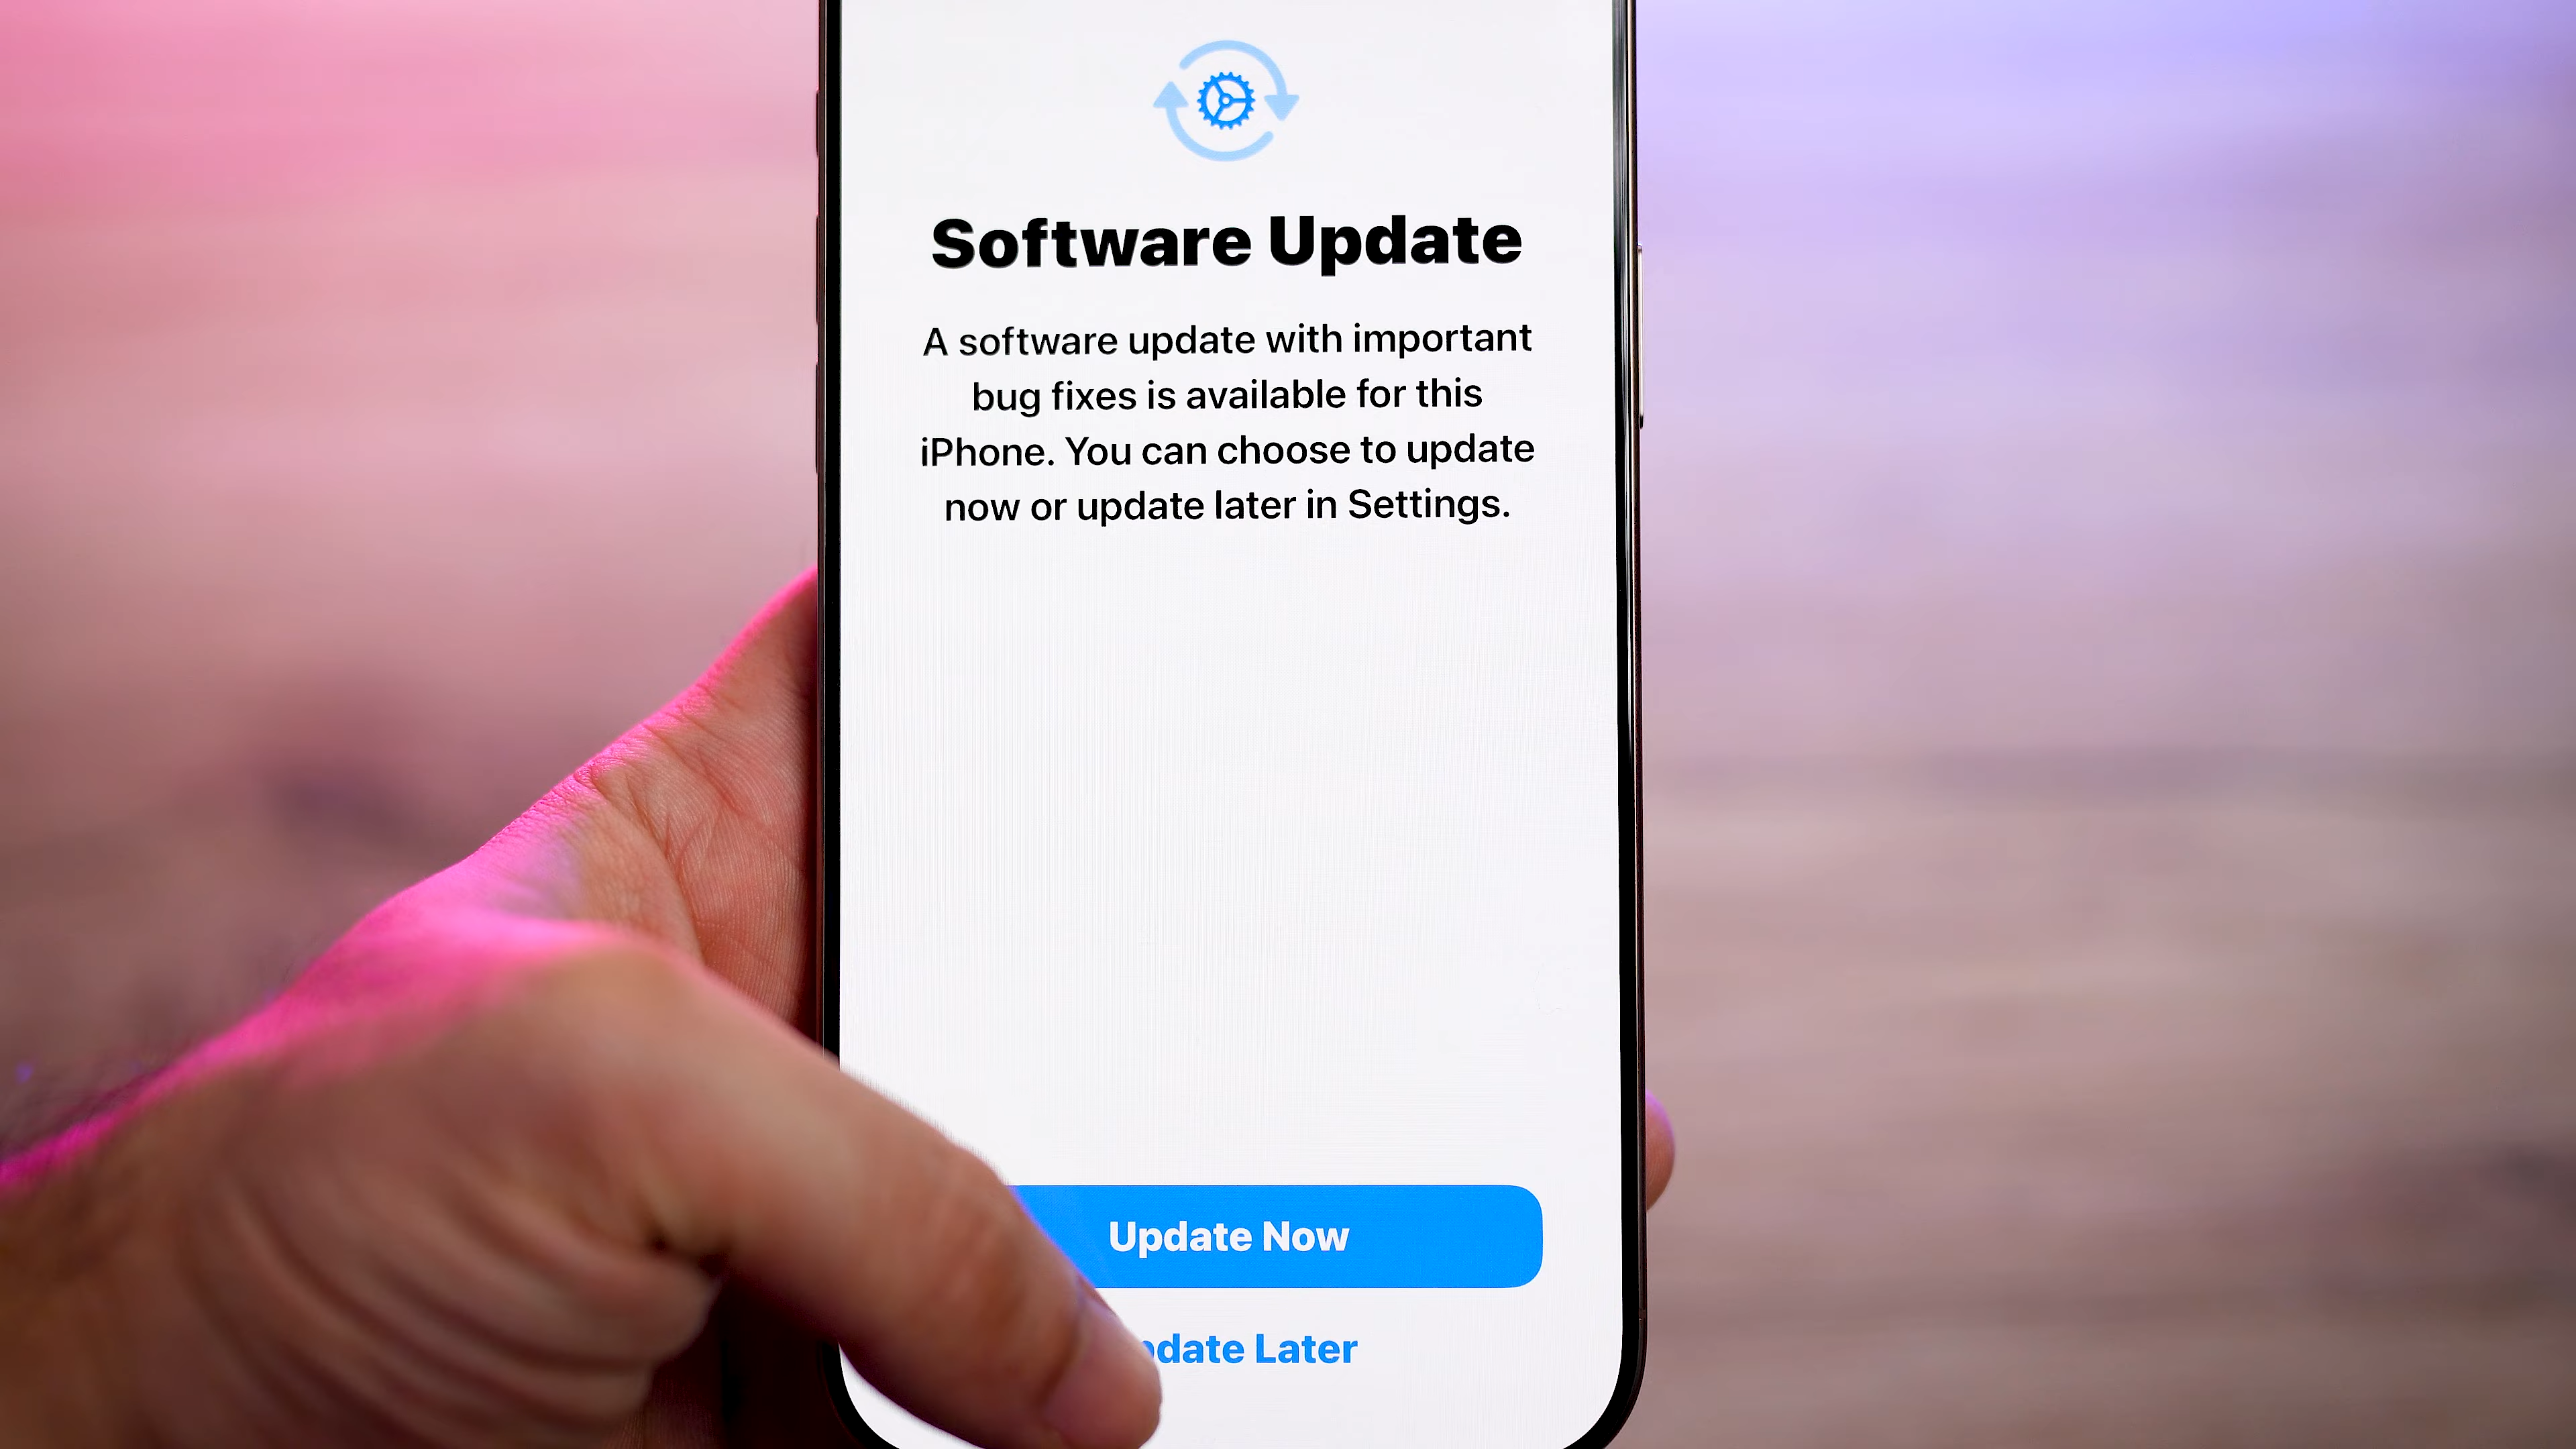 Software Update
A software update with important
bug fixes is available for this
iPhone. You can choose to update
now or update later in Settings.
Update Now
Later